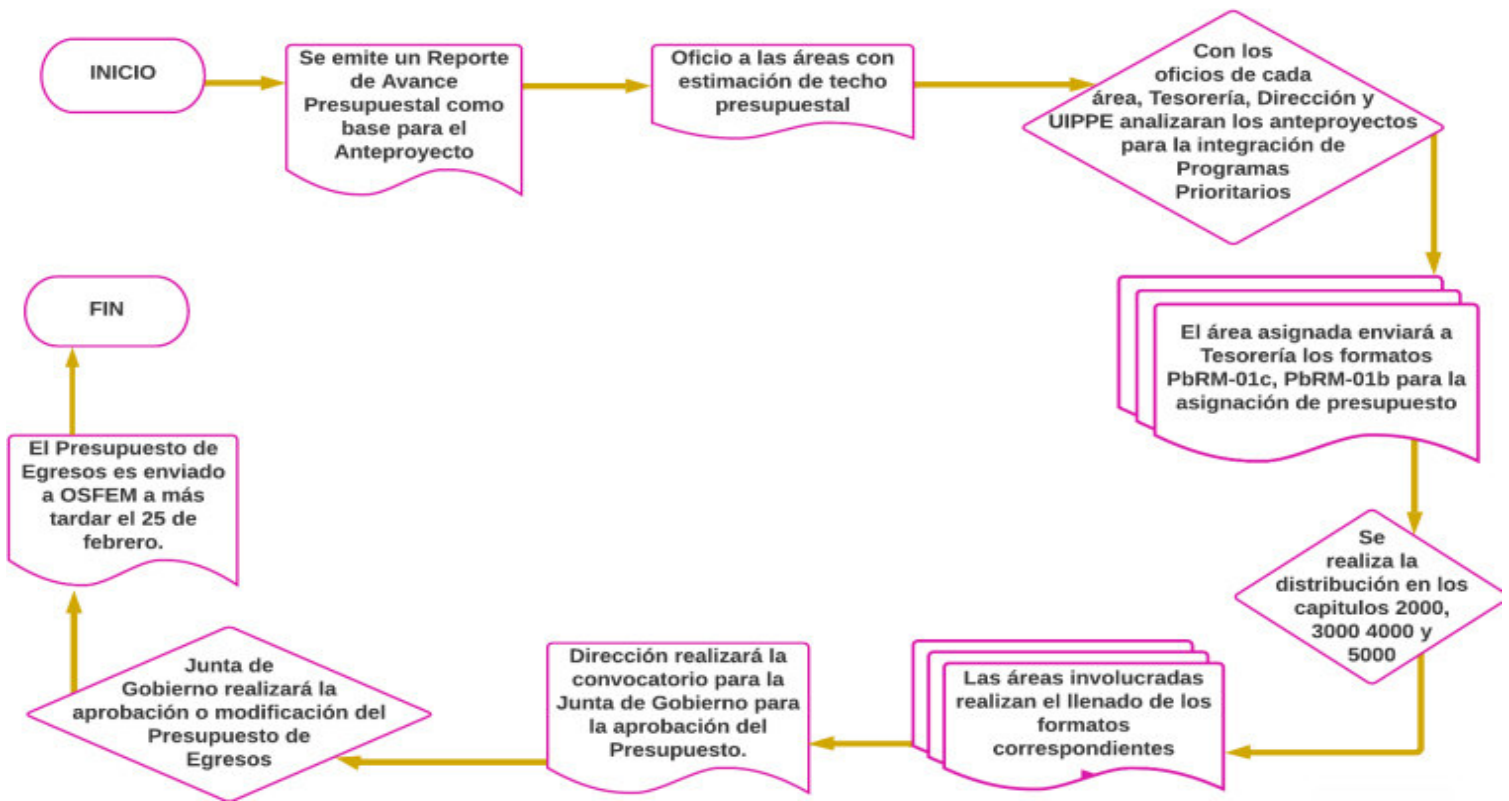 INICIO
Se emite un Reporte
de Avance
Presupuestal como
base para el
Anteproyecto
Oficio a las áreas con
estimación de techo
presupuestal
Con los
oficios de cada
área, Tesorería, Dirección y
UIPPE analizaran los anteproyectos
para la integración de
Programas
Prioritarios
El área asignada enviará a
Tesorería los formatos
PbRM-01c, PbRM-01b para la
asignación de presupuesto
Se
realiza la
distribución en los
capitulos 2000,
3000 4000 y
5000
Las áreas involucradas
realizan el llenado de los
formatos
correspondientes
Dirección realizará la
convocatorio para la
Junta de Gobierno para
la aprobación del
Presupuesto.
Junta de
Gobierno realizará la
aprobación o modificación del
Presupuesto de
Egresos
El Presupuesto de
Egresos es enviado
a OSFEM a más
tardar el 25 de
febrero.
FIN